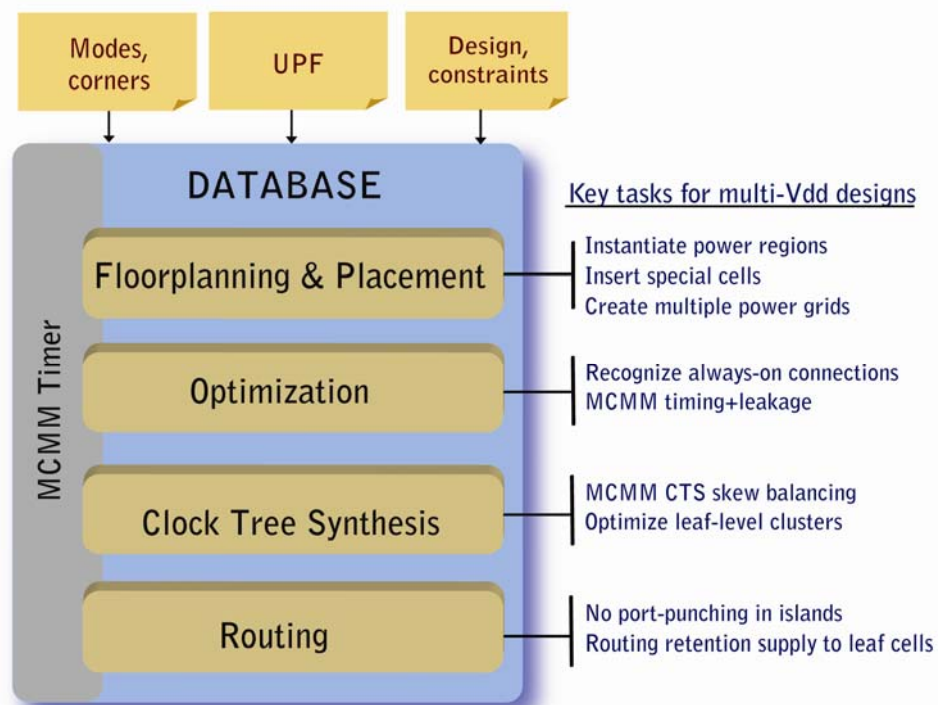 Modes,
corners
UPF
Design,
constraints
DATABASE
MCMM Timer
Key tasks for multi-Vdd designs
Floorplanning & Placement
Instantiate power regions
Insert special cells
Create multiple power grids
Optimization
Recognize always-on connections
MCMM timing+leakage
Clock Tree Synthesis
MCMM CTS skew balancing
Optimize leaf-level clusters
Routing
No port-punching in islands
Routing retention supply to leaf cells